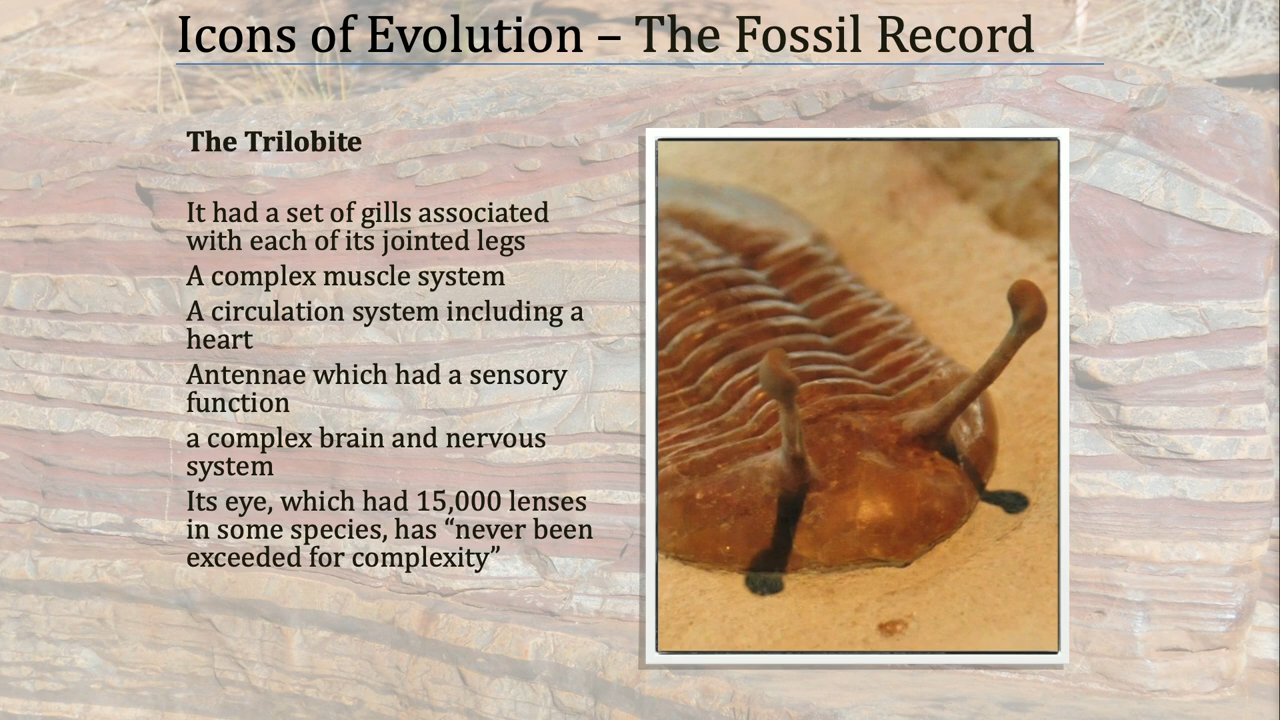 Icons of Evolution – The Fossil Record
The Trilobite
It had a set of gills associated
with each of its jointed legs
A complex muscle system
A circulation system including a
heart
Antennae which had a sensory
function
a complex brain and nervous
system
Its eye, which had 15,000 lenses
in some species, has “never been
exceeded for complexity”